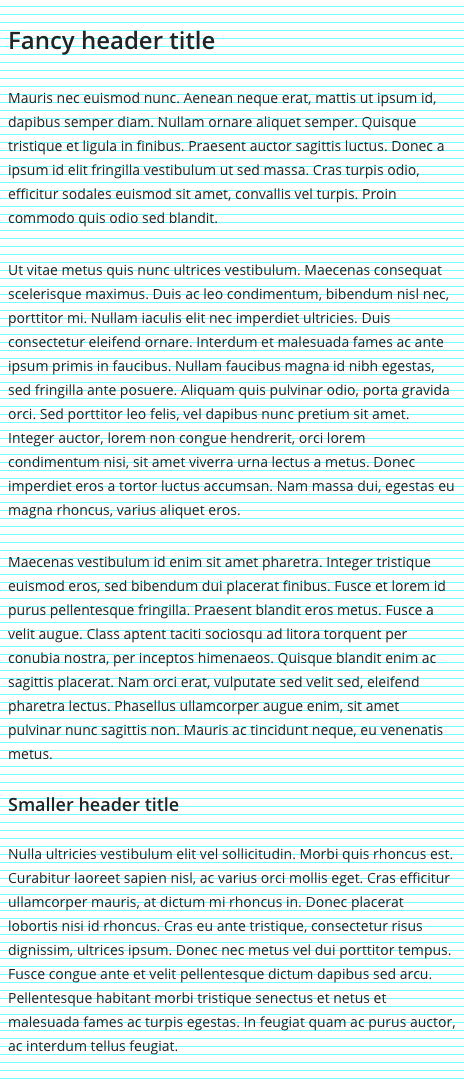 Fancy header title
Mauris nec euismod nunc. Aenean neque erat, mattis ut ipsum id,
dapibus semper diam. Nullam ornare aliquet semper. Quisque
tristique et ligula in finibus. Praesent auctor sagittis luctus. Donec a
ipsum id elit fringilla vestibulum ut sed massa. Cras turpis odio,
efficitur sodales euismod sit amet, convallis vel turpis. Proin
commodo quis odio sed blandit.
Ut vitae metus quis nunc ultrices vestibulum. Maecenas consequat
scelerisque maximus. Duis ac leo condimentum, bibendum nisl nec,
porttitor mi. Nullam iaculis elit nec imperdiet ultricies. Duis
consectetur eleifend ornare. Interdum et malesuada fames ac ante
ipsum primis in faucibus. Nullam faucibus magna id nibh egestas,
sed fringilla ante posuere. Aliquam quis pulvinar odio, porta gravida
orci. Sed porttitor leo felis, vel dapibus nunc pretium sit amet.
Integer auctor, lorem non congue hendrerit, orci lorem
condimentum nisi, sit amet viverra urna lectus a metus. Donec
imperdiet eros a tortor luctus accumsan. Nam massa dui, egestas eu
magna rhoncus, varius aliquet eros.
Maecenas vestibulum id enim sit amet pharetra. Integer tristique
euismod eros, sed bibendum dui placerat finibus. Fusce et lorem id
purus pellentesque fringilla. Praesent blandit eros metus. Fusce a
velit augue. Class aptent taciti sociosqu ad litora torquent per
conubia nostra, per inceptos himenaeos. Quisque blandit enim ac
sagittis placerat. Nam orci erat, vulputate sed velit sed, eleifend
pharetra lectus. Phasellus ullamcorper augue enim, sit amet
pulvinar nunc sagittis non. Mauris ac tincidunt neque, eu venenatis
metus.
Smaller header title
Nulla ultricies vestibulum elit vel sollicitudin. Morbi quis rhoncus est.
Curabitur laoreet sapien nisl, ac varius orci mollis eget. Cras efficitur
ullamcorper mauris, at dictum mi rhoncus in. Donec placerat
lobortis nisi id rhoncus. Cras eu ante tristique, consectetur risus
dignissim, ultrices ipsum. Donec nec metus vel dui porttitor tempus.
Fusce congue ante et velit pellentesque dictum dapibus sed arcu.
Pellentesque habitant morbi tristique senectus et netus et
malesuada fames ac turpis egestas. In feugiat quam ac purus auctor,
ac interdum tellus feugiat.